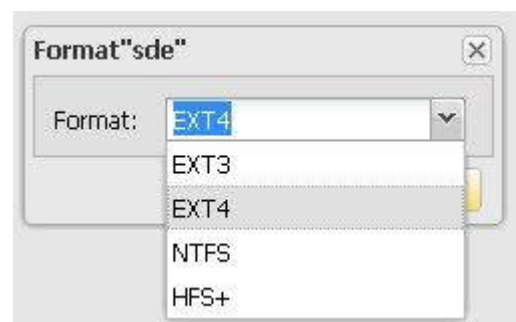 Format"sde"
Format: EXT4
EXT3
EXT4
NTFS
HFS+